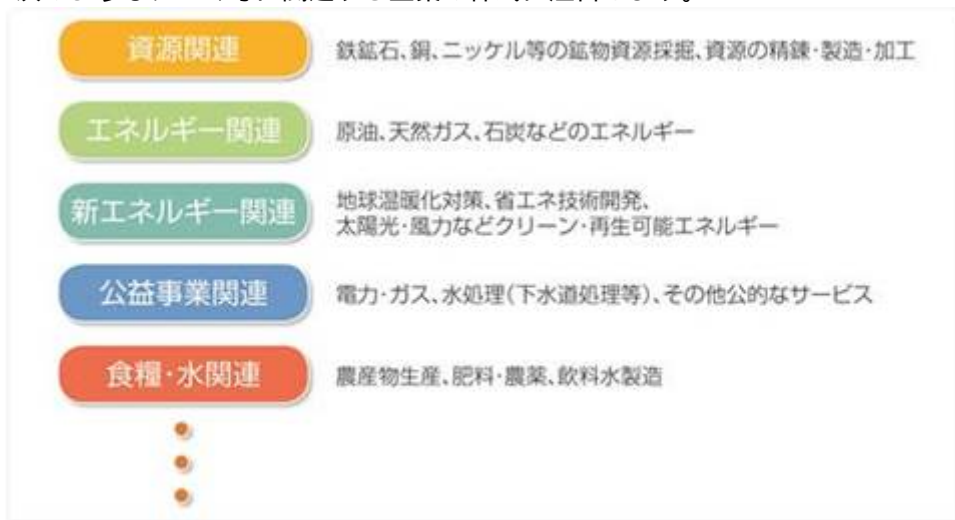 資源関連
鉄鉱石、銅、ニッケル等の鉱物資源採掘、資源の精錬・製造・加工
エネルギー関連
原油、天然ガス、石炭などのエネルギー
新エネルギー関連
地球温暖化対策、省エネ技術開発、
太陽光・風力などクリーン・再生可能エネルギー
公益事業関連
電力・ガス、水処理(下水道処理等)、その他公的なサービス
食糧・水関連
農産物生産、肥料・農薬、飲料水製造